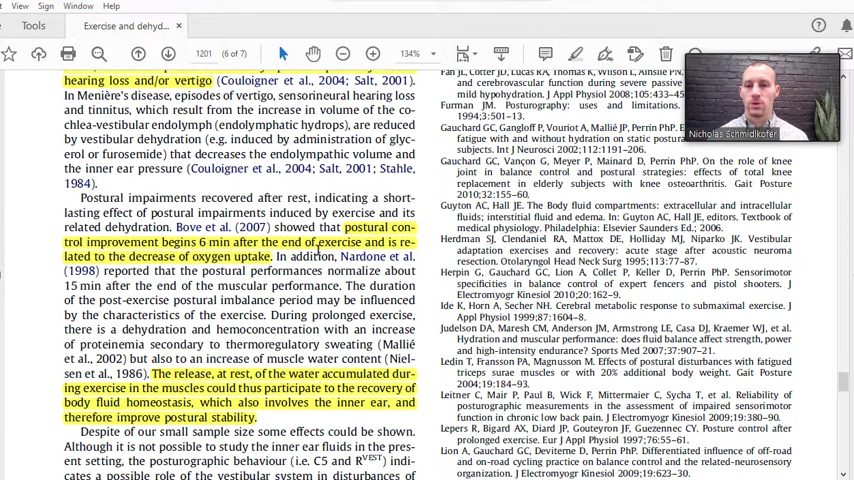 View Sign Window Help
Tools
Exercise and dehyd...
1201 (6 of 7)
134%
hearing loss and/or vertigo (Couloigner et al., 2004; Salt, 2001).
In Menière's disease, episodes of vertigo, sensorineural hearing loss
and tinnitus, which result from the increase in volume of the co-
chlea-vestibular endolymph (endolymphatic hydrops), are reduced
by vestibular dehydration (e.g. induced by administration of glyc-
erol or furosemide) that decreases the endolympathic volume and
the inner ear pressure (Couloigner et al., 2004; Salt, 2001; Stahle,
1984).
Postural impairments recovered after rest, indicating a short-
lasting effect of postural impairments induced by exercise and its
related dehydration. Bove et al. (2007) showed that postural con-
trol improvement begins 6 min after the end of exercise and is re-
lated to the decrease of oxygen uptake. In addition, Nardone et al.
(1998) reported that the postural performances normalize about
15 min after the end of the muscular performance. The duration
of the post-exercise postural imbalance period may be influenced
by the characteristics of the exercise. During prolonged exercise,
there is a dehydration and hemoconcentration with an increase
of proteinemia secondary to thermoregulatory sweating (Mallié
et al., 2002) but also to an increase of muscle water content (Niel-
sen et al., 1986). The release, at rest, of the water accumulated dur-
ing exercise in the muscles could thus participate to the recovery of
body fluid homeostasis, which also involves the inner ear, and
therefore improve postural stability.
Despite of our small sample size some effects could be shown.
Although it is not possible to study the inner ear fluids in the pres-
ent setting, the posturographic behaviour (i.e. C5 and RVEST) indi-
cates a possible role of the vestibular system in disturbances of
Fan JL, Cotter JD, Lucas RA, Thomas K, Wilson L, Ainslie PN.
and cerebrovascular function during severe passive
mild hypohydration. J Appl Physiol 2008;105:433–45
Furman JM. Posturography: uses and limitations.
1994;3:501–13.
Gauchard GC, Gangloff P, Vouriot A, Mallié JP, Perrin PhP. E
fatigue with and without hydration on static postural
subjects. Int J Neurosci 2002;112:1191–206.
Gauchard GC, Vançon G, Meyer P, Mainard D, Perrin PhP. On the role of knee
joint in balance control and postural strategies: effects of total knee
replacement in elderly subjects with knee osteoarthritis. Gait Posture
2010;32:155–60.
Guyton AC, Hall JE. The Body fluid compartments: extracellular and intracellular
fluids; interstitial fluid and edema. In: Guyton AC, Hall JE, editors. Textbook of
medical physiology. Philadelphia: Elsevier Saunders Ed.; 2006.
Herdman SJ, Clendaniel RA, Mattox DE, Holliday MJ, Niparko JK. Vestibular
adaptation exercises and recovery: acute stage after acoustic neuroma
resection. Otolaryngol Head Neck Surg 1995;113:77–87.
Herpin G, Gauchard GC, Lion A, Collet P, Keller D, Perrin PhP. Sensorimotor
specificities in balance control of expert fencers and pistol shooters. J
Electromyogr Kinesiol 2010;20:162–9.
Ide K, Horn A, Secher NH. Cerebral metabolic response to submaximal exercise. J
Appl Physiol 1999;87:1604–8.
Judelson DA, Maresh CM, Anderson JM, Armstrong LE, Casa DJ, Kraemer WJ, et al.
Hydration and muscular performance: does fluid balance affect strength, power
and high-intensity endurance? Sports Med 2007;37:907–21.
Ledin T, Fransson PA, Magnusson M. Effects of postural disturbances with fatigued
triceps surae muscles or with 20% additional body weight. Gait Posture
2004;19:184–93.
Leitner C, Mair P, Paul B, Wick F, Mittermaier C, Sycha T, et al. Reliability of
posturographic measurements in the assessment of impaired sensorimotor
function in chronic low back pain. J Electromyogr Kinesiol 2009;19:380–90.
Lepers R, Bigard AX, Diard JP, Gouteyron JF, Guezennec CY. Posture control after
prolonged exercise. Eur J Appl Physiol 1997;76:55–61.
Lion A, Gauchard GC, Deviterne D, Perrin PhP. Differentiated influence of off-road
and on-road cycling practice on balance control and the related-neurosensory
organization. J Electromyogr Kinesiol 2009;19:623–30.
Nicholas Schmidlkofer